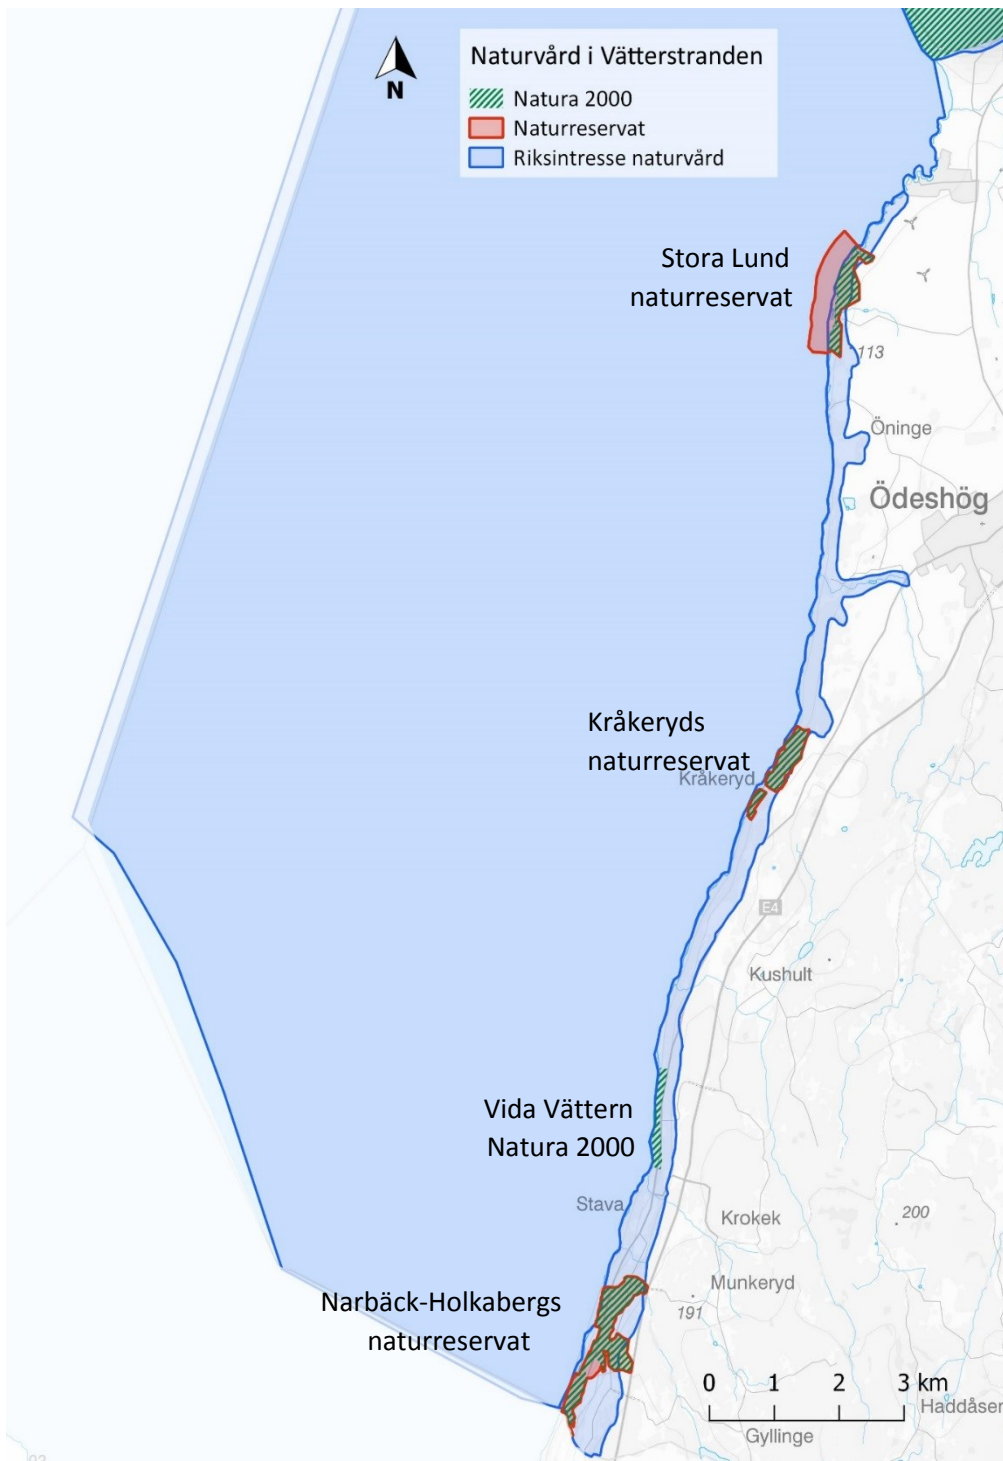 N
Naturvård i Vätterstranden
Natura 2000
Naturreservat
Riksintresse naturvård
Stora Lund
naturreservat
113
Öninge
Ödeshög
Kråkeryds
naturreservat
Kråkeryd
E4
Kushult
Vida Vättern
Natura 2000
Stava
Krokek
200
Munkeryd
191
Narbäck-Holkabergs
naturreservat
0 1 2 3 km
Haddåsen
Gyllinge